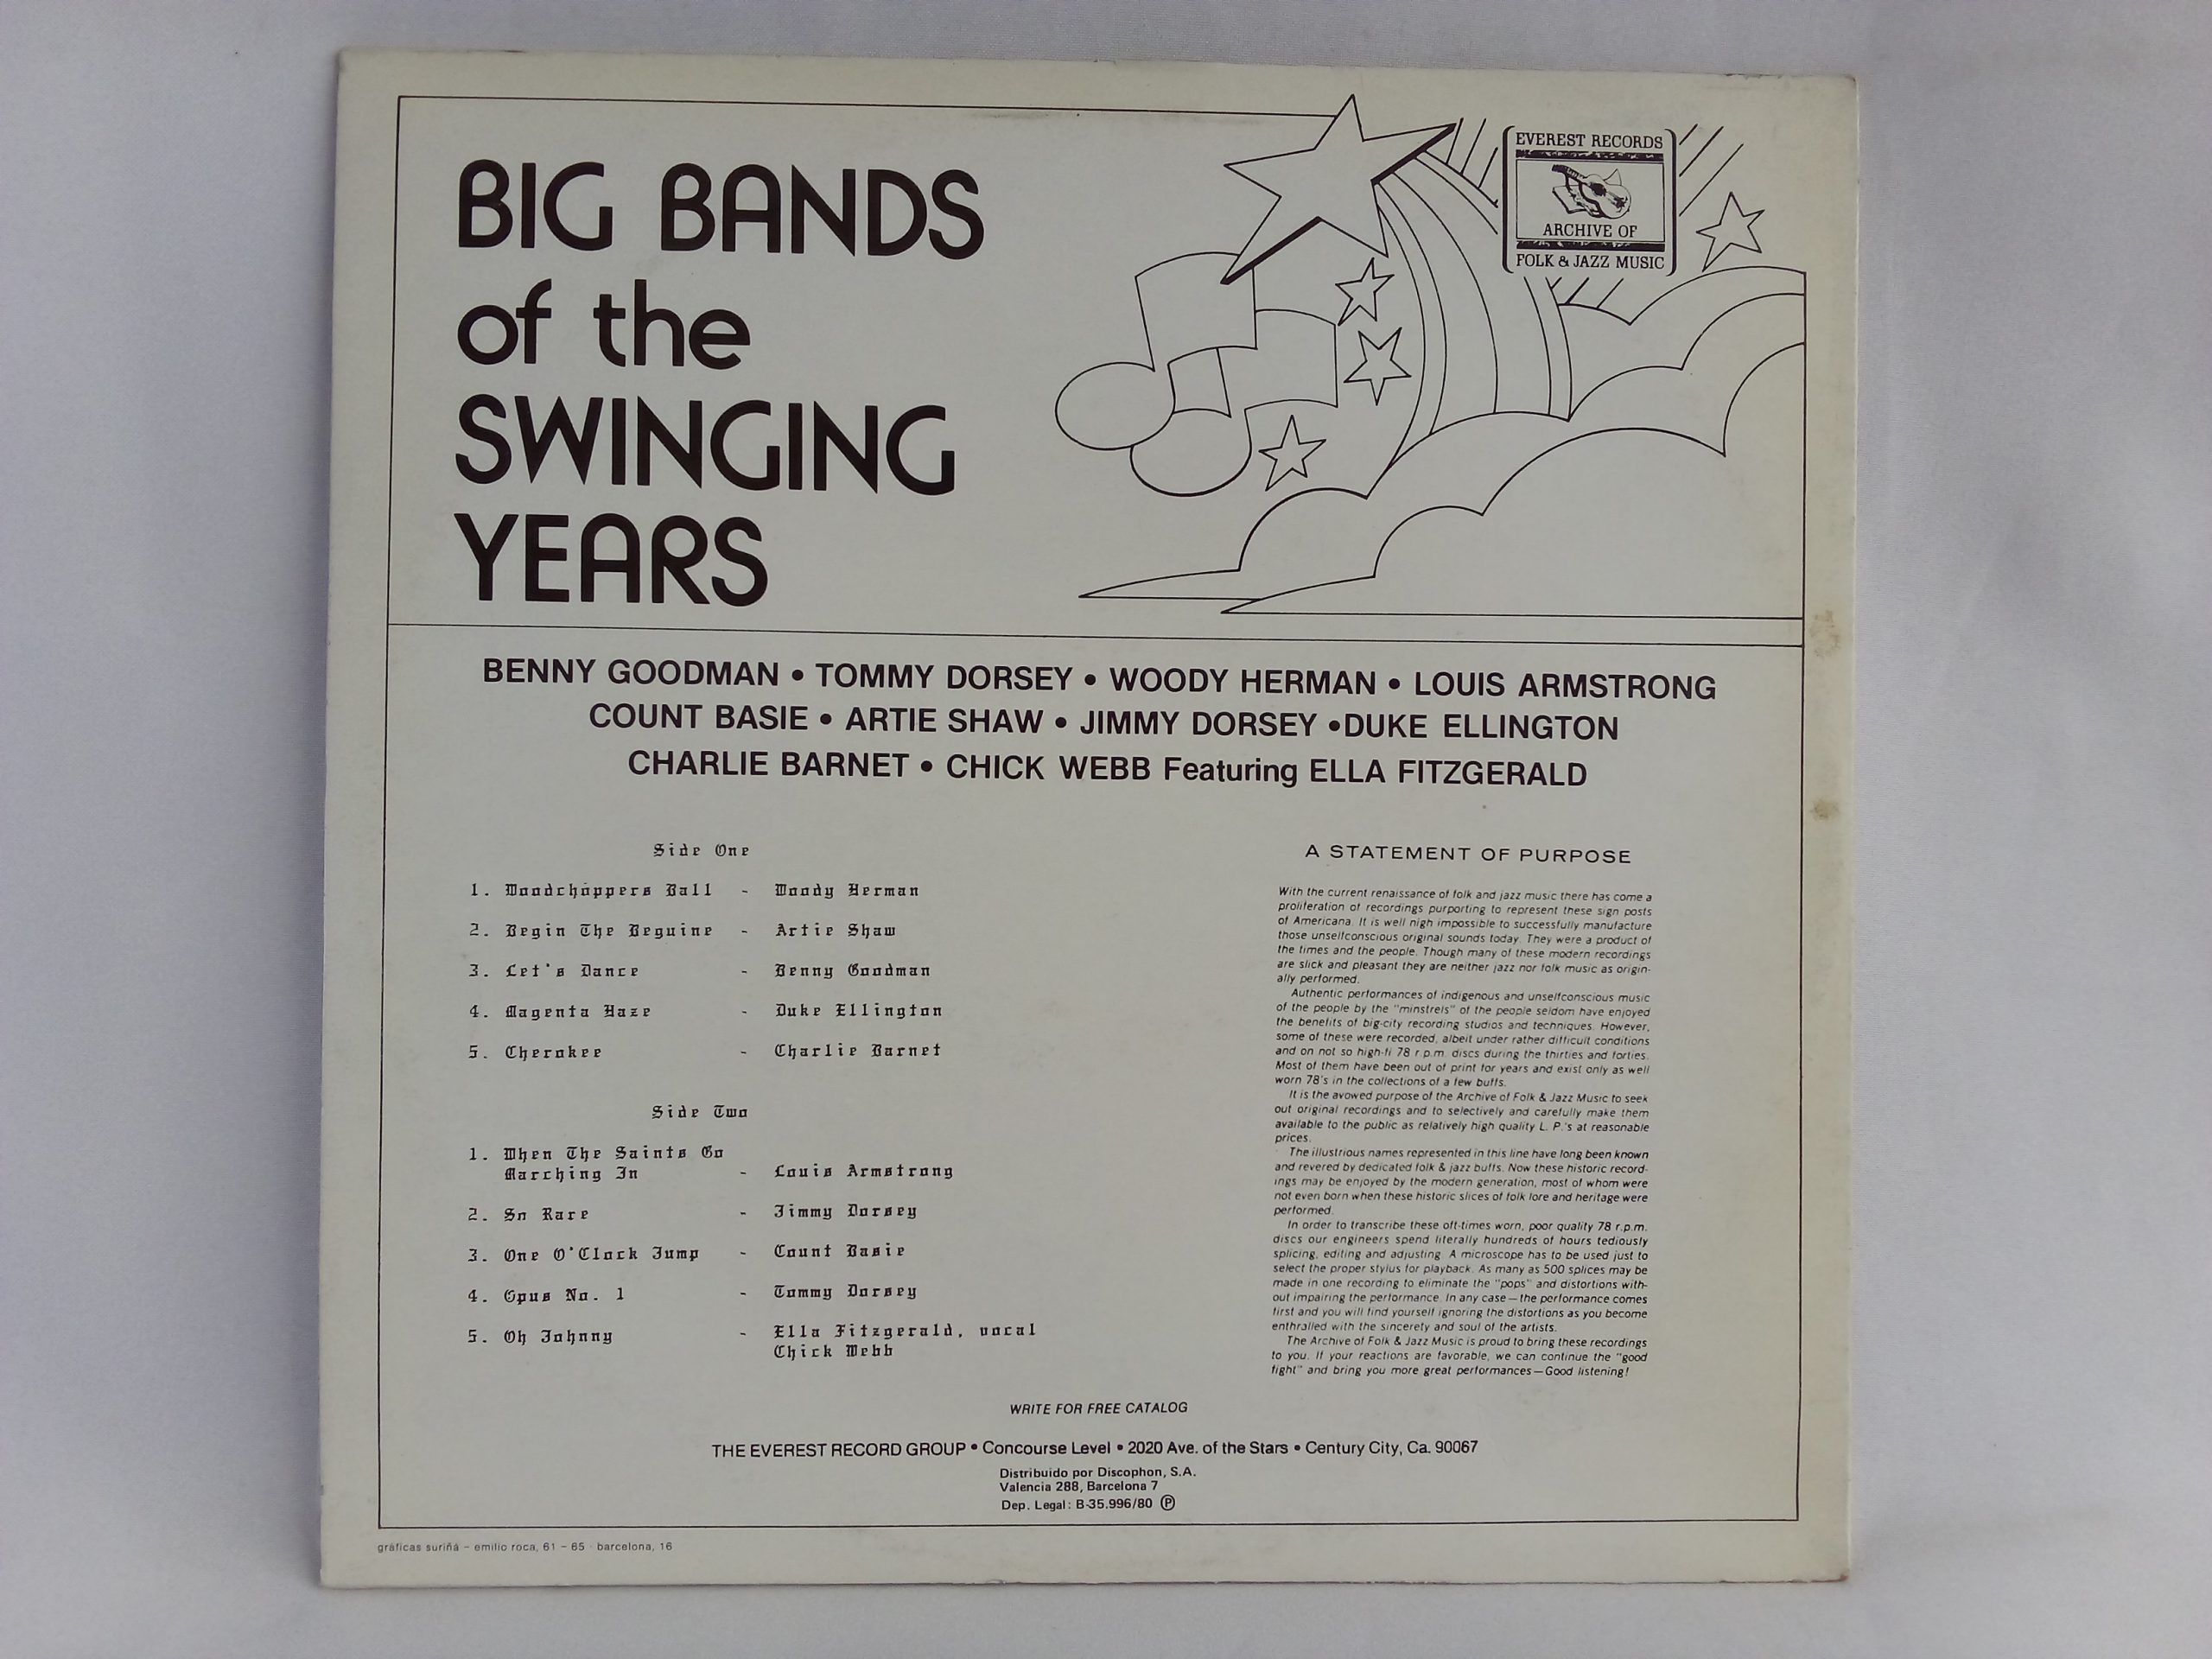 BIG BANDS
of the
SWINGING
YEARS
EVEREST RECORDS
ARCHIVE OF
FOLK & JAZZ MUSIC
BENNY GOODMAN • TOMMY DORSEY • WOODY HERMAN • LOUIS ARMSTRONG
COUNT BASIE • ARTIE SHAW • JIMMY DORSEY •DUKE ELLINGTON
CHARLIE BARNET • CHICK WEBB Featuring ELLA FITZGERALD
Side One
1. Woodchoppers Ball - Woody Herman
2. Begin The Beguine - Artie Shaw
3. Let's Dance - Benny Goodman
4. Magenta Haze - Duke Ellington
5. Cherokee - Charlie Barnet
Side Two
1. When The Saints Go
Marching In - Louis Armstrong
2. So Rare - Jimmy Dorsey
3. One O'Clock Jump - Count Basie
4. Opus No. 1 - Tommy Dorsey
5. Oh Johnny - Ella Fitzgerald, vocal
Chick Webb
A STATEMENT OF PURPOSE
With the current renaissance of folk and jazz music there has come a
proliferation of recordings purporting to represent these sign posts
of Americana. It is well nigh impossible to successfully manufacture
those unselfconscious original sounds today. They were a product of
the times and the people. Though many of these modern recordings
are slick and pleasant they are neither jazz nor folk music as origin-
ally performed.
Authentic performances of indigenous and unselfconscious music
of the people by the "minstrels" of the people seldom have enjoyed
the benefits of big-city recording studios and techniques. However,
some of these were recorded, albeit under rather difficult conditions
and on not so high-fi 78 r.p.m. discs during the thirties and forties.
Most of them have been out of print for years and exist only as well
worn 78's in the collections of a few buffs.
It is the avowed purpose of the Archive of Folk & Jazz Music to seek
out original recordings and to selectively and carefully make them
available to the public as relatively high quality L. P.'s at reasonable
prices.
The illustrious names represented in this line have long been known
and revered by dedicated folk & jazz buffs. Now these historic record-
ings may be enjoyed by the modern generation, most of whom were
not even born when these historic slices of folk lore and heritage were
performed.
In order to transcribe these oft-times worn, poor quality 78 r.p.m.
discs our engineers spend literally hundreds of hours tediously
splicing, editing and adjusting. A microscope has to be used just to
select the proper stylus for playback. As many as 500 splices may be
made in one recording to eliminate the "pops" and distortions with-
out impairing the performance. In any case—the performance comes
first and you will find yourself ignoring the distortions as you become
enthralled with the sincerety and soul of the artists.
The Archive of Folk & Jazz Music is proud to bring these recordings
to you. If your reactions are favorable, we can continue the "good
fight" and bring you more great performances—Good listening!
WRITE FOR FREE CATALOG
THE EVEREST RECORD GROUP • Concourse Level • 2020 Ave. of the Stars • Century City, Ca. 90067
Distribuido por Discophon, S.A.
Valencia 288, Barcelona 7
Dep. Legal: B-35.996/80 Ⓟ
gráficas suriñá – emilio roca, 61 – 65 · barcelona, 16